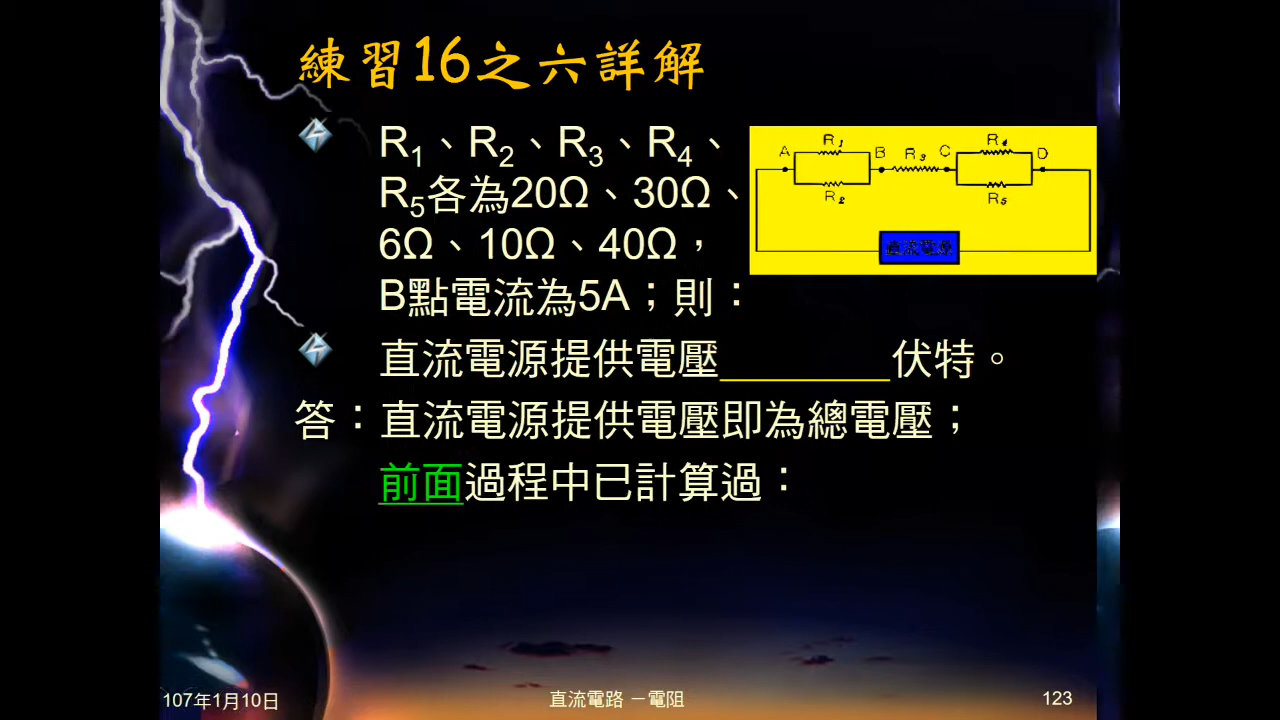 練習16之六詳解
R₁、R₂、R₃、R₄、
R₅各為20Ω、30Ω、
6Ω、10Ω、40Ω，
B點電流為5A；則：
A R₁ B R₃ C R₄ D
R₂ R₅
直流電源
直流電源提供電壓________伏特。
答：直流電源提供電壓即為總電壓；
前面過程中已計算過：
107年1月10日 直流電路 －電阻 123